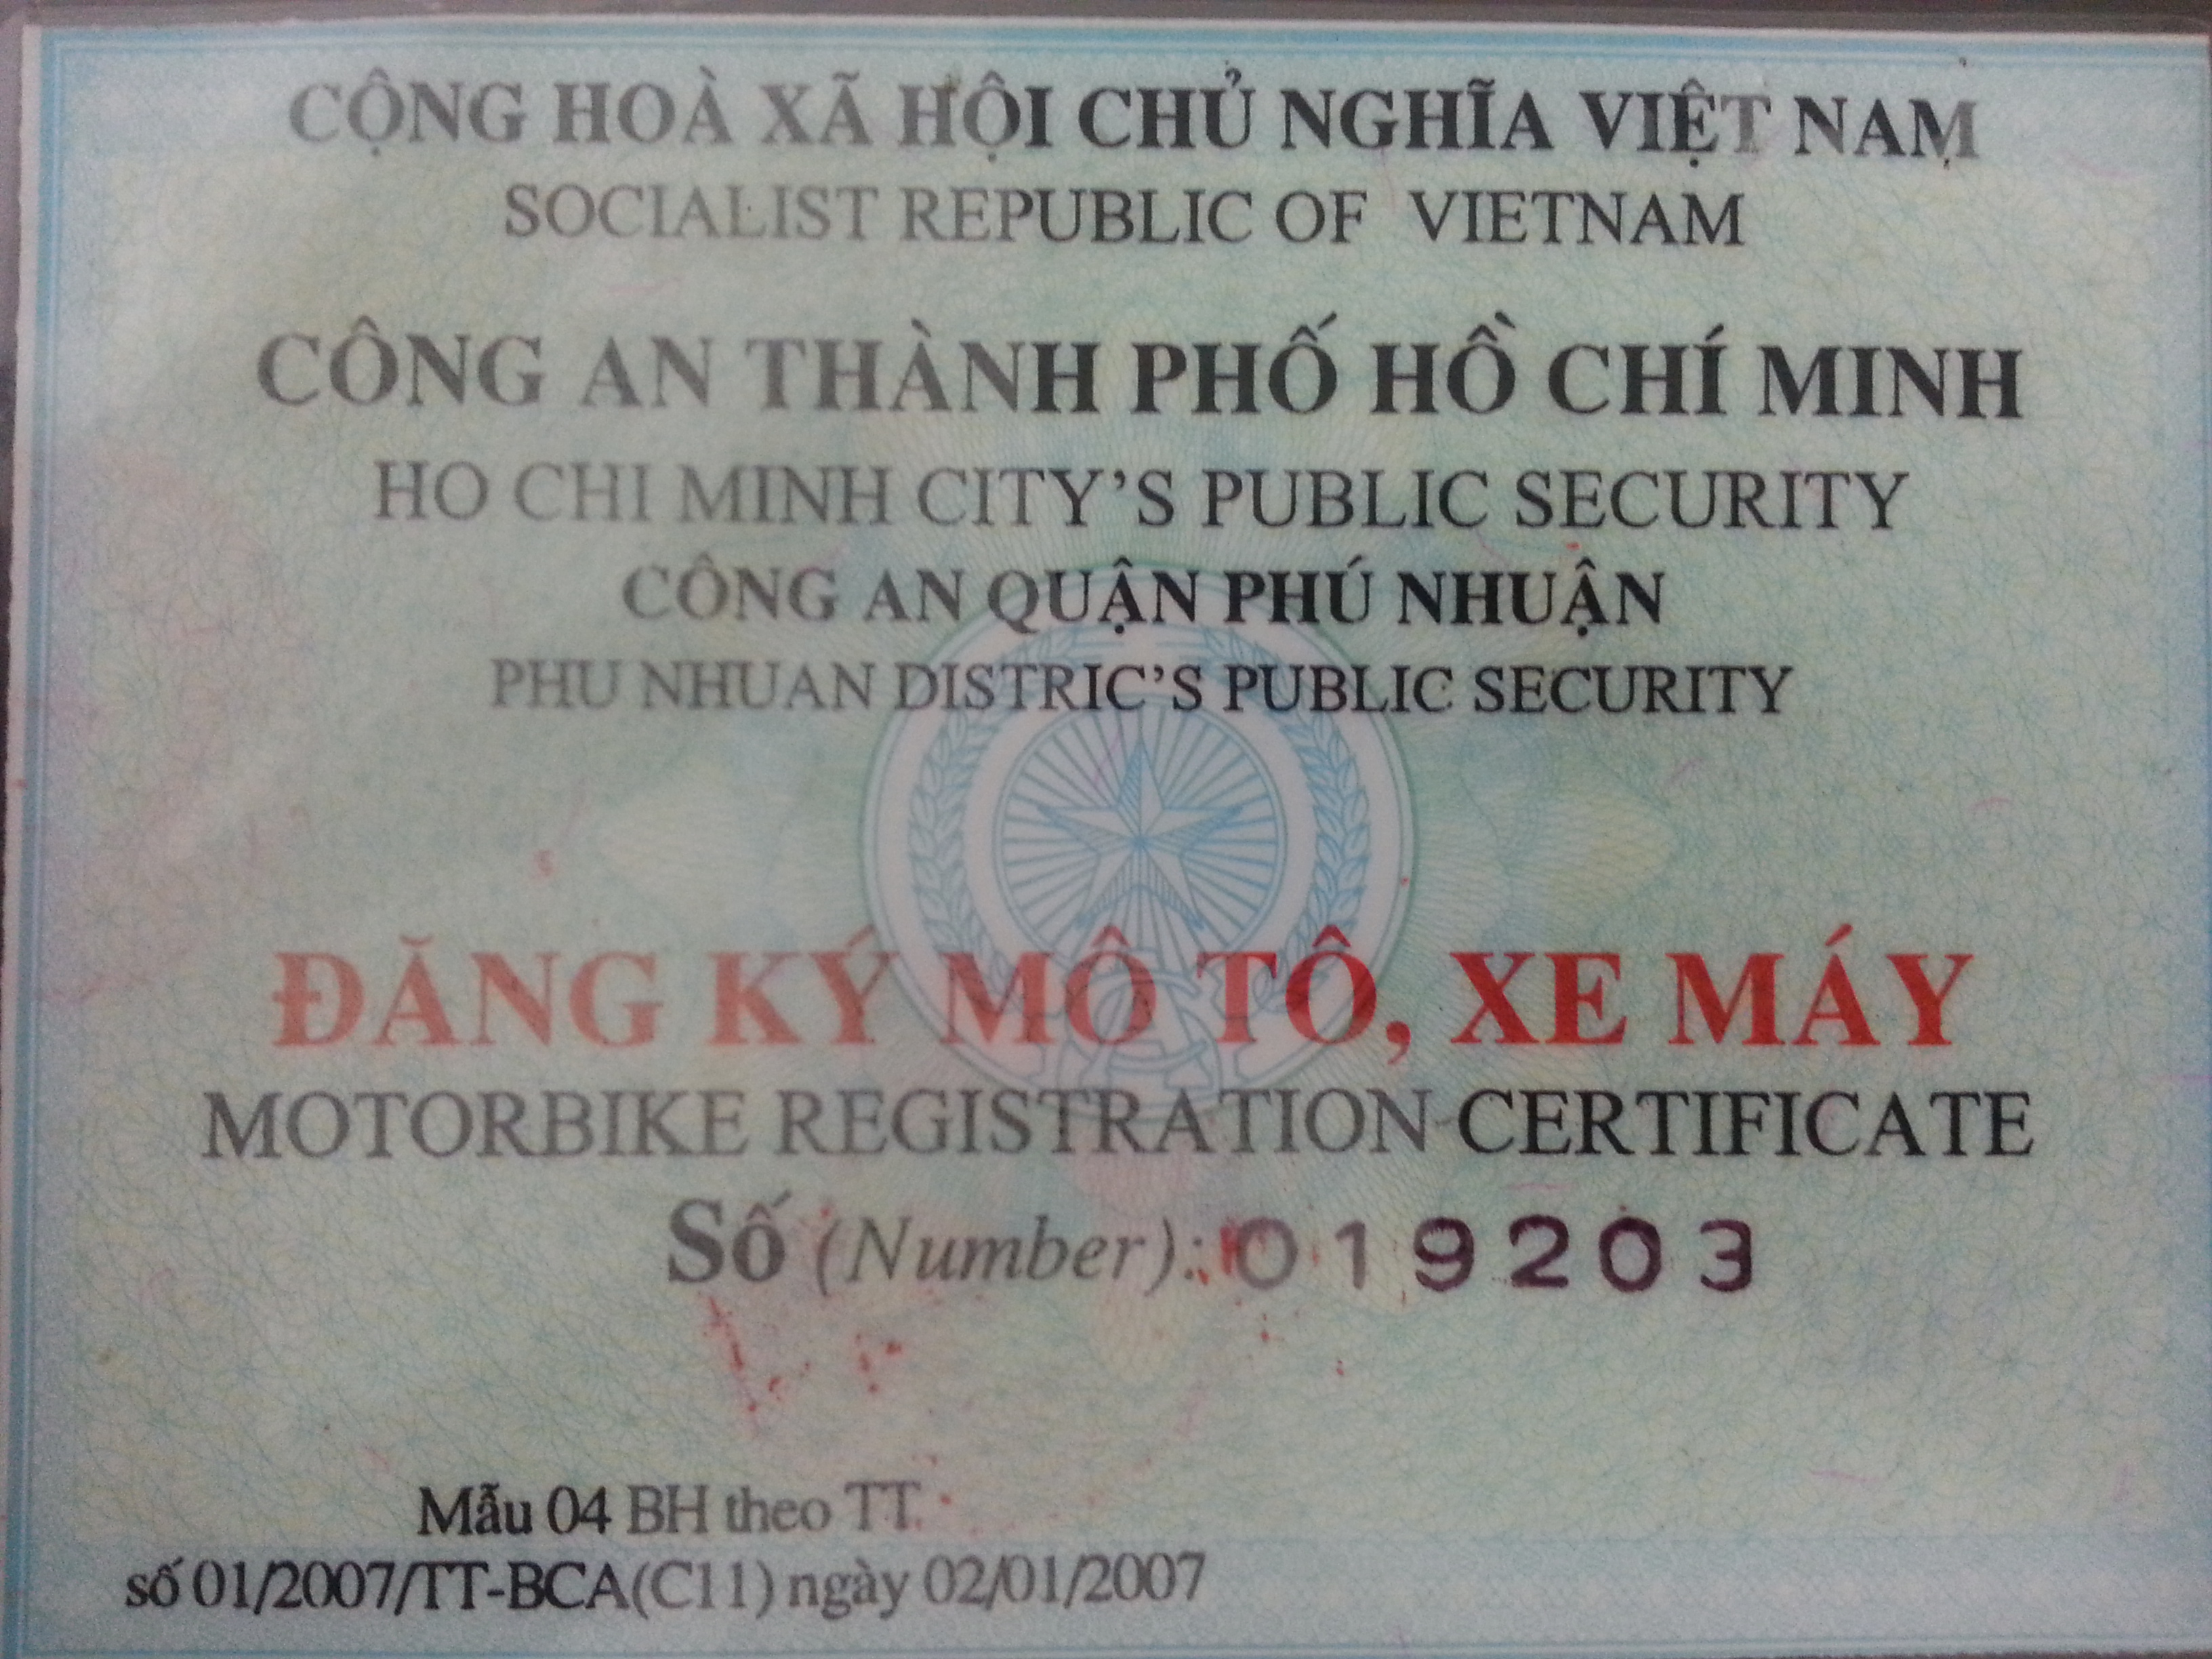 CỘNG HOÀ XÃ HỘI CHỦ NGHĨA VIỆT NAM
SOCIALIST REPUBLIC OF VIETNAM
CÔNG AN THÀNH PHỐ HỒ CHÍ MINH
HO CHI MINH CITY'S PUBLIC SECURITY
CÔNG AN QUẬN PHÚ NHUẬN
PHU NHUAN DISTRIC'S PUBLIC SECURITY
ĐĂNG KÝ MÔ TÔ, XE MÁY
MOTORBIKE REGISTRATION CERTIFICATE
Số (Number): 019203
Mẫu 04 BH theo TT
số 01/2007/TT-BCA(C11) ngày 02/01/2007